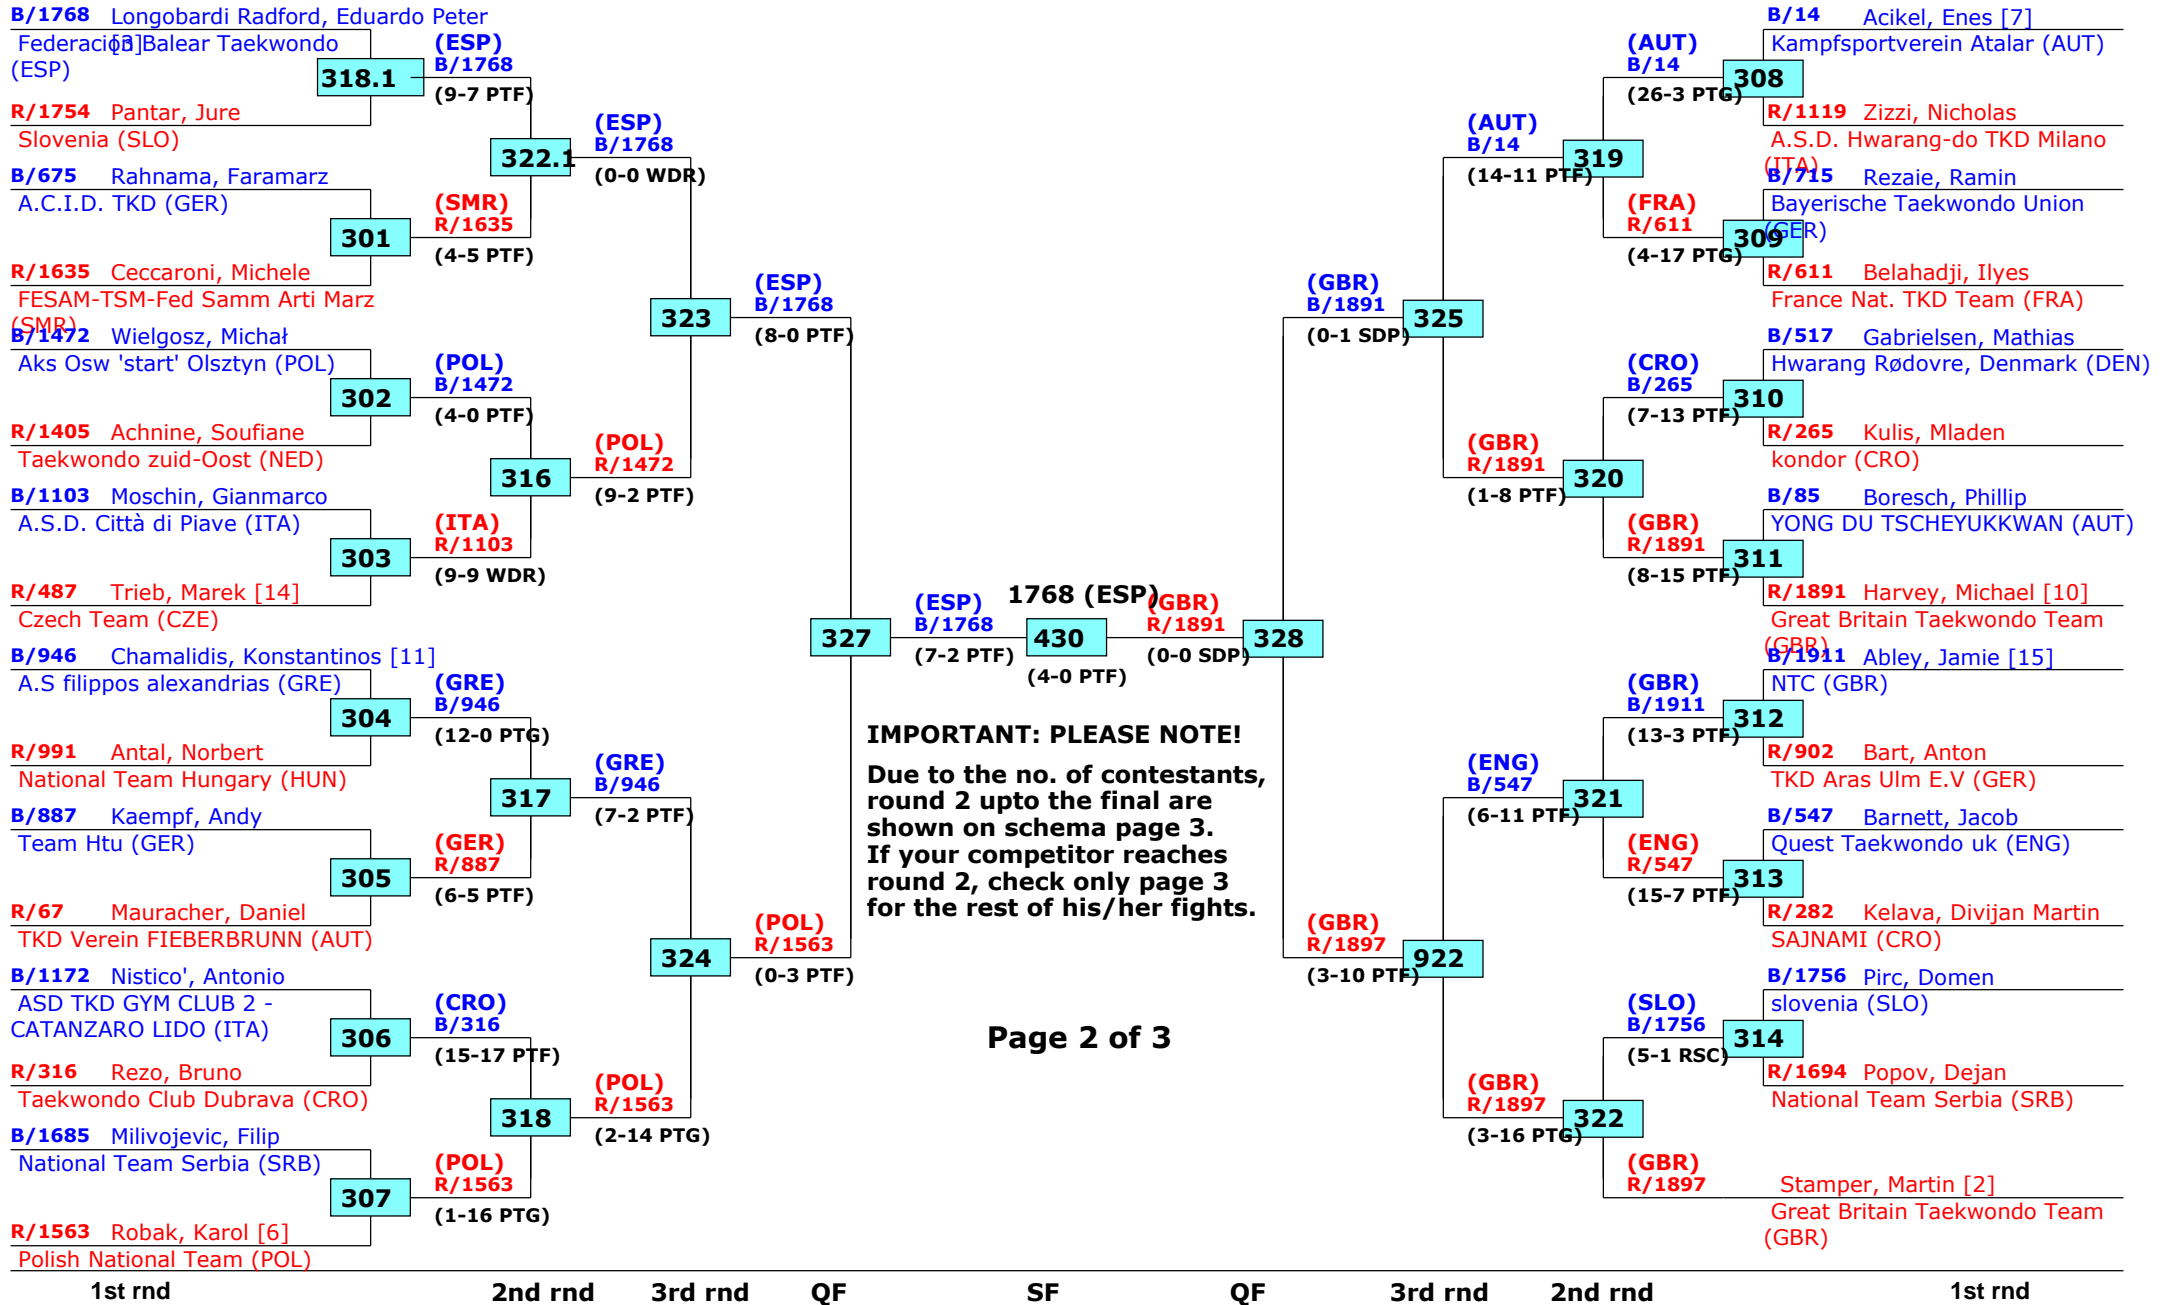 B/1768 Longobardi Radford, Eduardo Peter [3]
Federación Balear Taekwondo
(ESP)
318.1
(ESP)
B/1768
(9-7 PTF)
R/1754 Pantar, Jure
Slovenia (SLO)
322.1
(ESP)
B/1768
(0-0 WDR)
B/675 Rahnama, Faramarz
A.C.I.D. TKD (GER)
301
(SMR)
R/1635
(4-5 PTF)
R/1635 Ceccaroni, Michele
FESAM-TSM-Fed Samm Arti Marz
(SMR)
323
(ESP)
B/1768
(8-0 PTF)
B/1472 Wielgosz, Michał
Aks Osw 'start' Olsztyn (POL)
302
(POL)
B/1472
(4-0 PTF)
R/1405 Achnine, Soufiane
Taekwondo zuid-Oost (NED)
316
(POL)
R/1472
(9-2 PTF)
B/1103 Moschin, Gianmarco
A.S.D. Città di Piave (ITA)
303
(ITA)
R/1103
(9-9 WDR)
R/487 Trieb, Marek [14]
Czech Team (CZE)
327
(ESP)
B/1768
(7-2 PTF)
B/946 Chamalidis, Konstantinos [11]
A.S filippos alexandrias (GRE)
304
(GRE)
B/946
(12-0 PTG)
R/991 Antal, Norbert
National Team Hungary (HUN)
317
(GRE)
B/946
(7-2 PTF)
B/887 Kaempf, Andy
Team Htu (GER)
305
(GER)
R/887
(6-5 PTF)
R/67 Mauracher, Daniel
TKD Verein FIEBERBRUNN (AUT)
324
(POL)
R/1563
(0-3 PTF)
B/1172 Nistico', Antonio
ASD TKD GYM CLUB 2 -
CATANZARO LIDO (ITA)
306
(CRO)
B/316
(15-17 PTF)
R/316 Rezo, Bruno
Taekwondo Club Dubrava (CRO)
318
(POL)
R/1563
(2-14 PTG)
B/1685 Milivojevic, Filip
National Team Serbia (SRB)
307
(POL)
R/1563
(1-16 PTG)
R/1563 Robak, Karol [6]
Polish National Team (POL)
1768 (ESP)
430
(4-0 PTF)
IMPORTANT: PLEASE NOTE!
Due to the no. of contestants,
round 2 upto the final are
shown on schema page 3.
If your competitor reaches
round 2, check only page 3
for the rest of his/her fights.
Page 2 of 3
(GBR)
R/1891
(0-0 SDP)
328
B/14 Acikel, Enes [7]
Kampfsportverein Atalar (AUT)
308
(AUT)
B/14
(26-3 PTG)
R/1119 Zizzi, Nicholas
A.S.D. Hwarang-do TKD Milano
(ITA)
319
(AUT)
B/14
(14-11 PTF)
B/715 Rezaie, Ramin
Bayerische Taekwondo Union
(GER)
309
(FRA)
R/611
(4-17 PTG)
R/611 Belahadji, Ilyes
France Nat. TKD Team (FRA)
325
(GBR)
B/1891
(0-1 SDP)
B/517 Gabrielsen, Mathias
Hwarang Rødovre, Denmark (DEN)
310
(CRO)
B/265
(7-13 PTF)
R/265 Kulis, Mladen
kondor (CRO)
320
(GBR)
R/1891
(1-8 PTF)
B/85 Boresch, Phillip
YONG DU TSCHEYUKKWAN (AUT)
311
(GBR)
R/1891
(8-15 PTF)
R/1891 Harvey, Michael [10]
Great Britain Taekwondo Team
(GBR)
B/1911 Abley, Jamie [15]
NTC (GBR)
312
(GBR)
B/1911
(13-3 PTF)
R/902 Bart, Anton
TKD Aras Ulm E.V (GER)
321
(ENG)
B/547
(6-11 PTF)
B/547 Barnett, Jacob
Quest Taekwondo uk (ENG)
313
(ENG)
R/547
(15-7 PTF)
R/282 Kelava, Divijan Martin
SAJNAMI (CRO)
922
(GBR)
R/1897
(3-10 PTF)
B/1756 Pirc, Domen
slovenia (SLO)
314
(SLO)
B/1756
(5-1 RSC)
R/1694 Popov, Dejan
National Team Serbia (SRB)
322
(GBR)
R/1897
(3-16 PTG)
(GBR)
R/1897
Stamper, Martin [2]
Great Britain Taekwondo Team
(GBR)
1st rnd 2nd rnd 3rd rnd QF SF QF 3rd rnd 2nd rnd 1st rnd